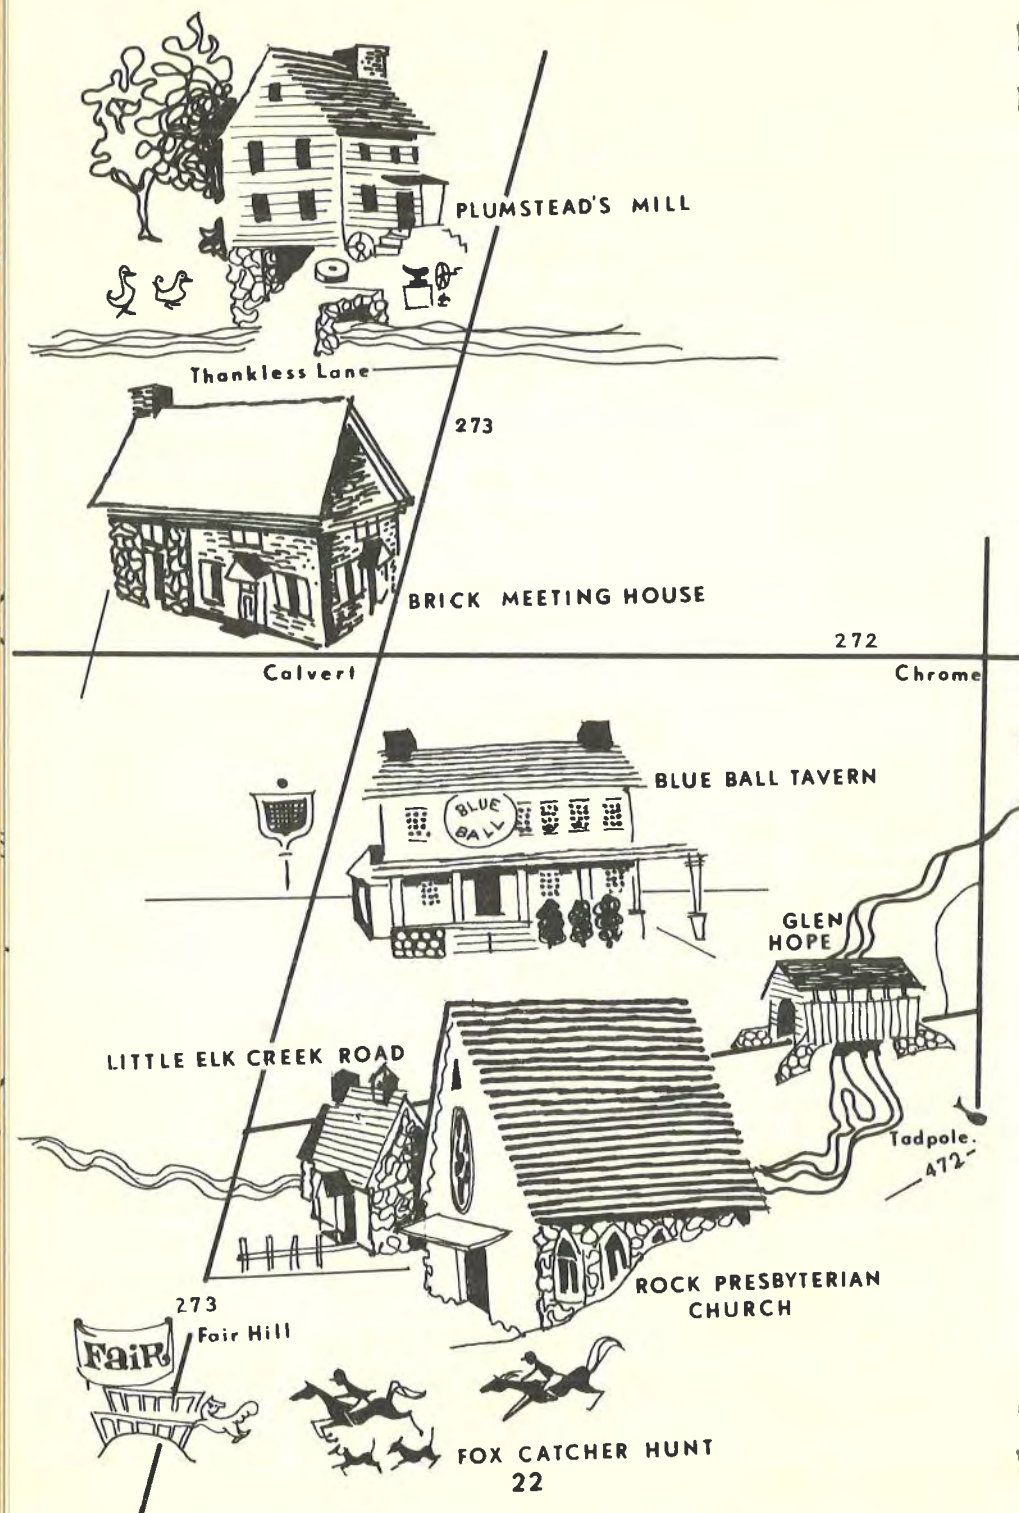 PLUMSTEAD'S MILL
Thankless Lane
273
BRICK MEETING HOUSE
272
Calvert
Chrome
BLUE BALL TAVERN
BLUE
BALL
GLEN
HOPE
LITTLE ELK CREEK ROAD
Tadpole.
472-
ROCK PRESBYTERIAN
CHURCH
273
Fair Hill
FaiR
FOX CATCHER HUNT
22